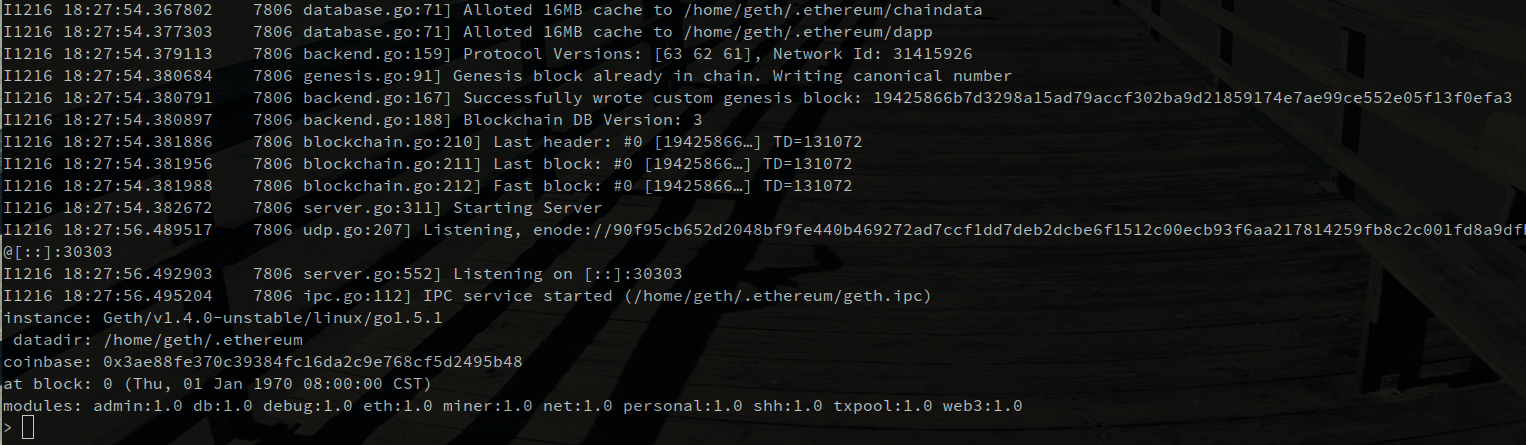 I1216 18:27:54.367802    7806 database.go:71] Alloted 16MB cache to /home/geth/.ethereum/chaindata
I1216 18:27:54.377303    7806 database.go:71] Alloted 16MB cache to /home/geth/.ethereum/dapp
I1216 18:27:54.379113    7806 backend.go:159] Protocol Versions: [63 62 61], Network Id: 31415926
I1216 18:27:54.380684    7806 genesis.go:91] Genesis block already in chain. Writing canonical number
I1216 18:27:54.380791    7806 backend.go:167] Successfully wrote custom genesis block: 19425866b7d3298a15ad79accf302ba9d21859174e7ae99ce552e05f13f0efa3
I1216 18:27:54.380897    7806 backend.go:188] Blockchain DB Version: 3
I1216 18:27:54.381886    7806 blockchain.go:210] Last header: #0 [19425866…] TD=131072
I1216 18:27:54.381956    7806 blockchain.go:211] Last block: #0 [19425866…] TD=131072
I1216 18:27:54.381988    7806 blockchain.go:212] Fast block: #0 [19425866…] TD=131072
I1216 18:27:54.382672    7806 server.go:311] Starting Server
I1216 18:27:56.489517    7806 udp.go:207] Listening, enode://90f95cb652d2048bf9fe440b469272ad7ccf1dd7deb2dcbe6f1512c00ecb93f6aa217814259fb8c2c001fd8a9df
@[::]:30303
I1216 18:27:56.492903    7806 server.go:552] Listening on [::]:30303
I1216 18:27:56.495204    7806 ipc.go:112] IPC service started (/home/geth/.ethereum/geth.ipc)
instance: Geth/v1.4.0-unstable/linux/go1.5.1
 datadir: /home/geth/.ethereum
coinbase: 0x3ae88fe370c39384fc16da2c9e768cf5d2495b48
at block: 0 (Thu, 01 Jan 1970 08:00:00 CST)
modules: admin:1.0 db:1.0 debug:1.0 eth:1.0 miner:1.0 net:1.0 personal:1.0 shh:1.0 txpool:1.0 web3:1.0
>